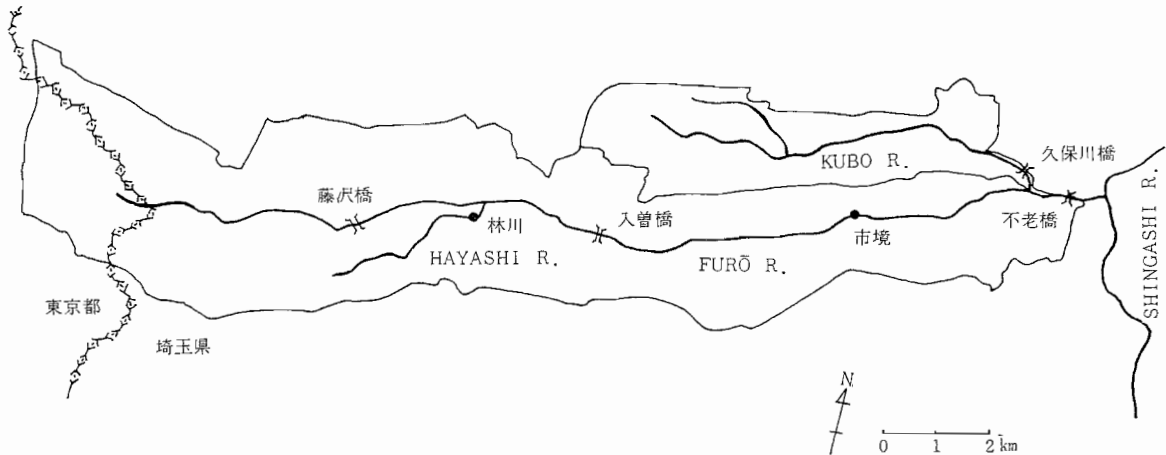 久保川橋
KUBO R.
藤沢橋
入曽橋
林川
市境
不老橋
HAYASHI R.
FURŌ R.
SHINGASHI R.
東京都
埼玉県
N
0 1 2 km